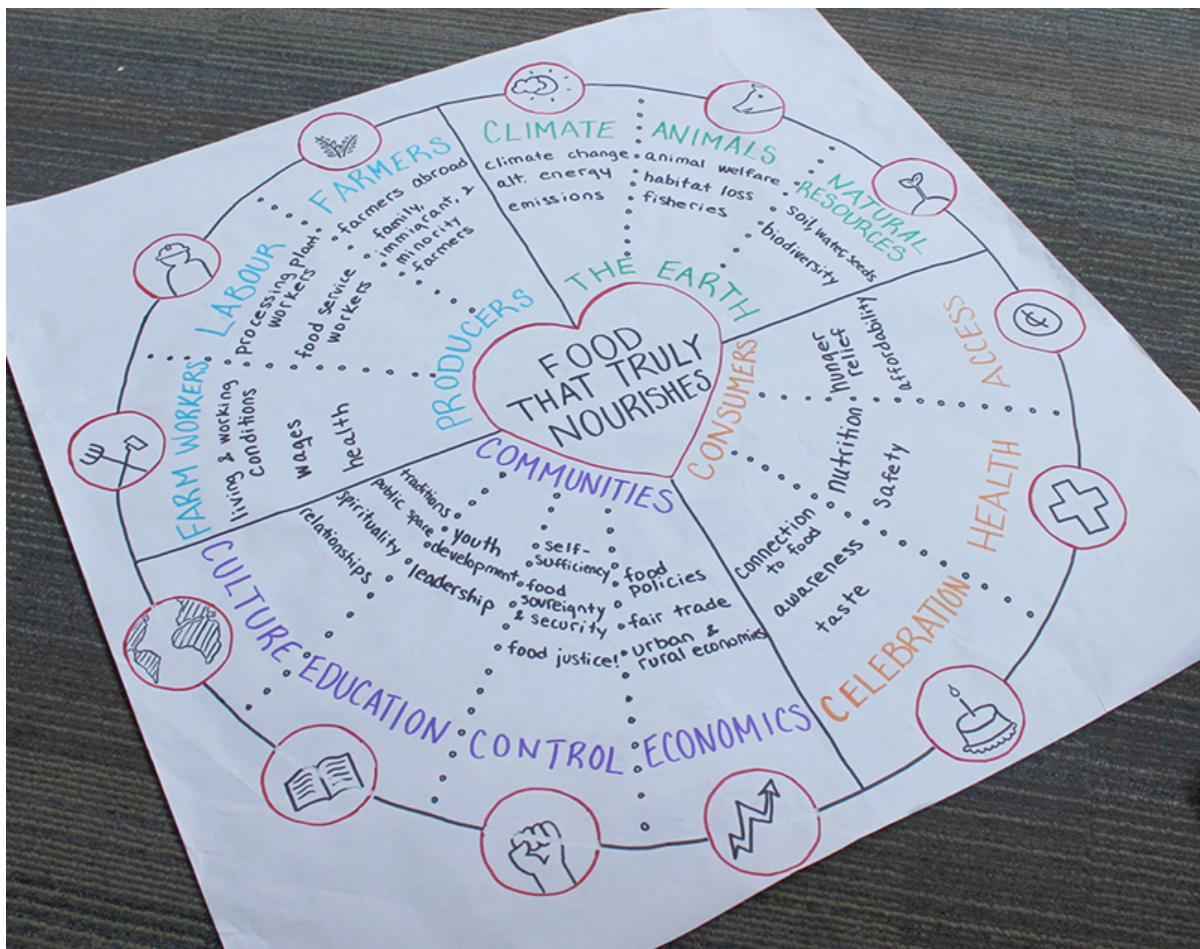 FOOD
THAT TRULY
NOURISHES
THE EARTH
CLIMATE
climate change
alt. energy
emissions
ANIMALS
animal welfare
habitat loss
fisheries
NATURAL
RESOURCES
soil, water, seeds
biodiversity
CONSUMERS
ACCESS
hunger
relief
affordability
HEALTH
nutrition
safety
CELEBRATION
connection
to food
awareness
taste
COMMUNITIES
ECONOMICS
food
policies
fair trade
urban &
rural economies
CONTROL
self-
sufficiency
food
sovreignty
& security
food justice!
EDUCATION
youth
development
leadership
CULTURE
traditions
public space
spirituality
relationships
PRODUCERS
FARM WORKERS
living & working
conditions
wages
health
LABOUR
processing plant
workers
food service
workers
FARMERS
farmers abroad
family,
immigrant, &
minority
farmers